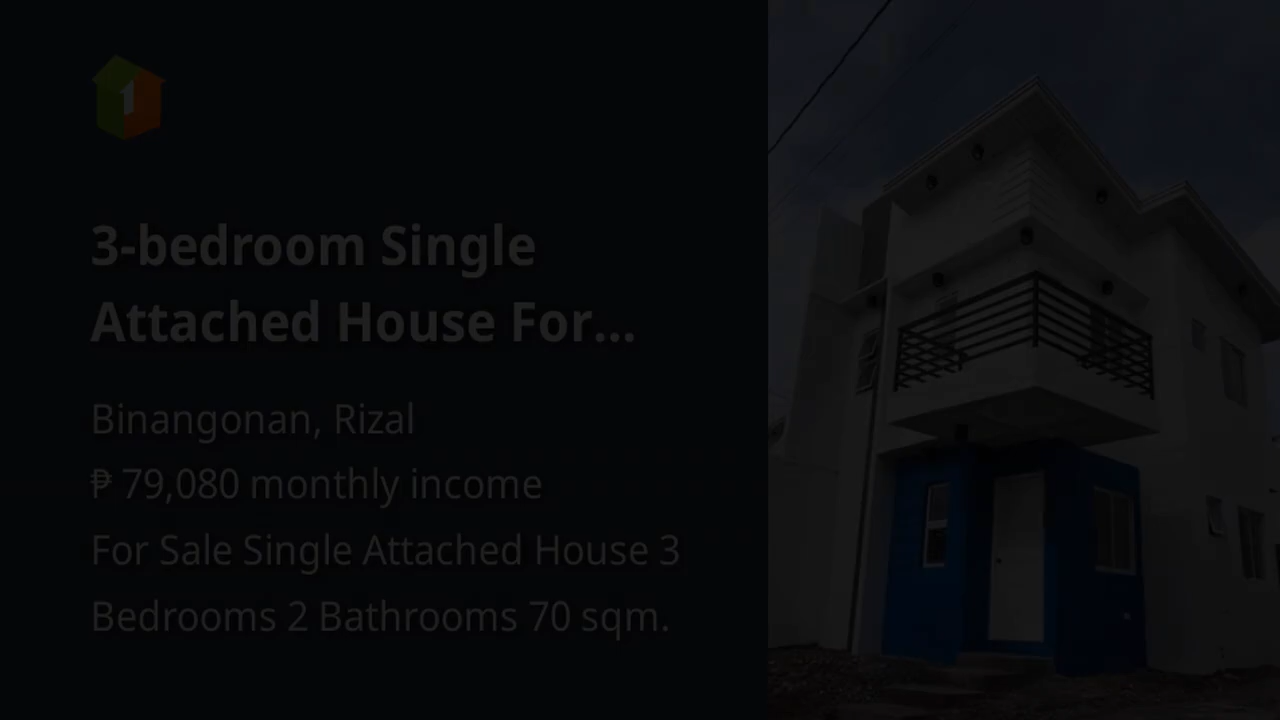 1
3-bedroom Single
Attached House For...
Binangonan, Rizal
₱ 79,080 monthly income
For Sale Single Attached House 3
Bedrooms 2 Bathrooms 70 sqm.